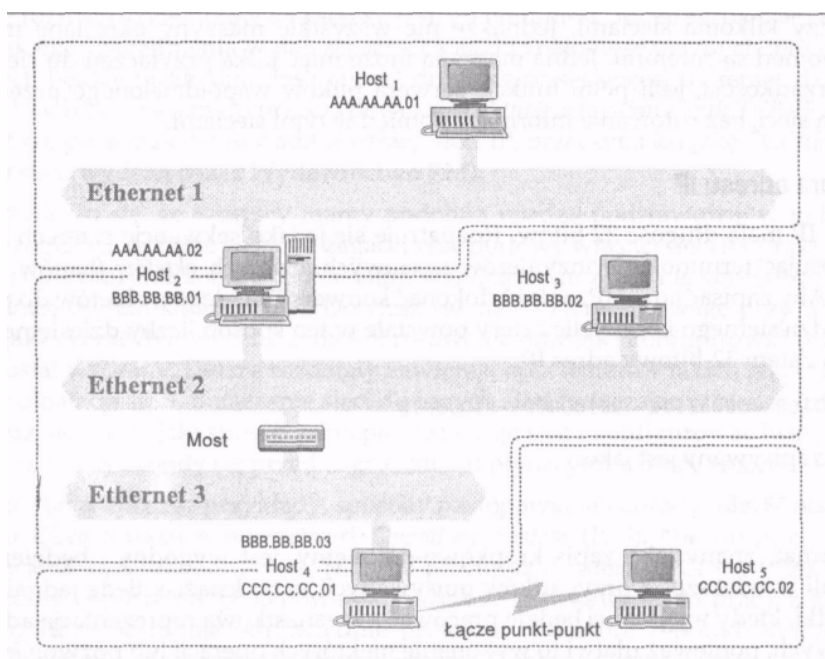 Host 1
AAA.AA.AA.01
Ethernet 1
AAA.AA.AA.02
Host 2
BBB.BB.BB.01
Host 3
BBB.BB.BB.02
Ethernet 2
Most
Ethernet 3
BBB.BB.BB.03
Host 4
CCC.CC.CC.01
Host 5
CCC.CC.CC.02
Łącze punkt-punkt